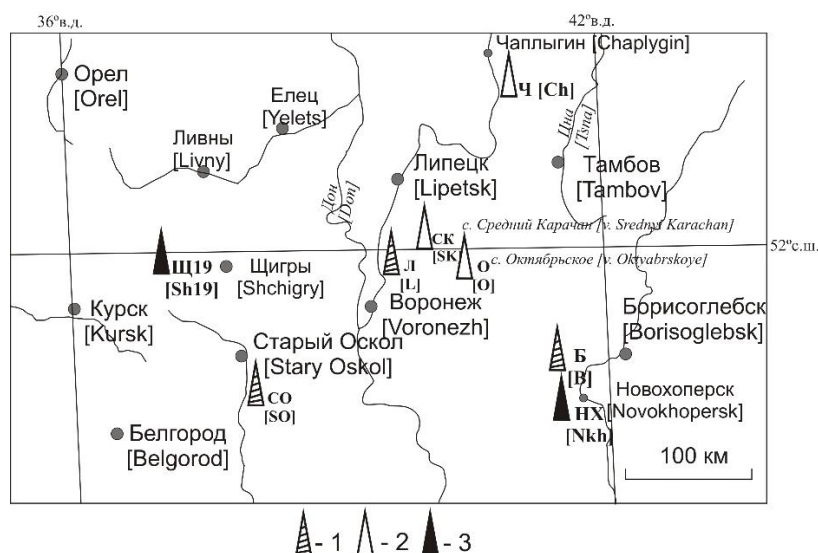 36°в.д.
42°в.д.
Чаплыгин [Chaplygin]
Орел
[Orel]
Ч [Ch]
Елец
[Yelets]
Цна
[Tsna]
Ливны
[Livny]
Липецк
[Lipetsk]
Тамбов
[Tambov]
Дон
[Don]
с. Средний Карачан [v. Srednys Karachan]
СК
[SK]
52°с.ш.
Щ19
[Sh19]
Щигры
[Shchigry]
Л
[L]
О
[O]
с. Октябрьское [v. Oktyabrskoye]
Курск
[Kursk]
Воронеж
[Voronezh]
Борисоглебск
[Borisoglebsk]
Старый Оскол
[Stary Oskol]
Б
[B]
СО
[SO]
НХ
[Nkh]
Новохоперск
[Novokhopersk]
Белгород
[Belgorod]
100 км
- 1
- 2
- 3